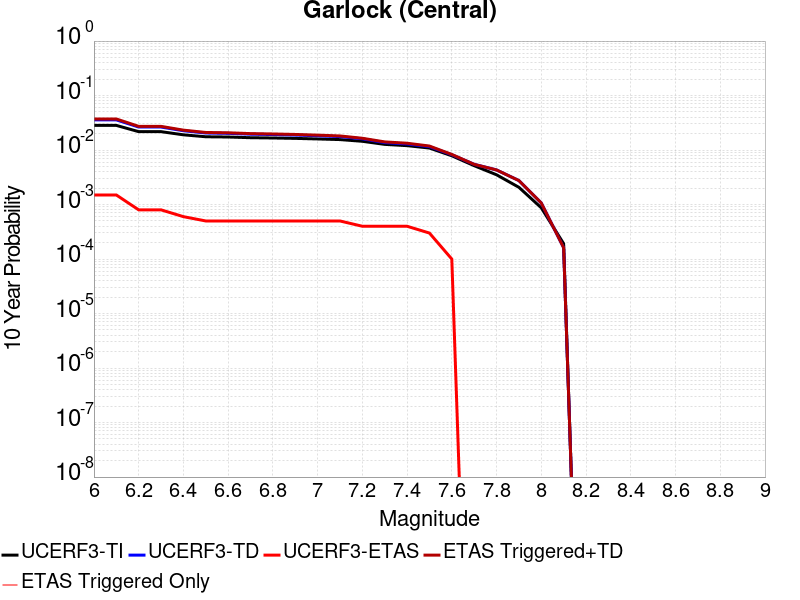 Garlock (Central)
10 0
10 -1
10 -2
10 -3
10 -4
10 -5
10 -6
10 -7
10 -8
10 Year Probability
6 6.2 6.4 6.6 6.8 7 7.2 7.4 7.6 7.8 8 8.2 8.4 8.6 8.8 9
Magnitude
UCERF3-TI UCERF3-TD UCERF3-ETAS ETAS Triggered+TD
ETAS Triggered Only